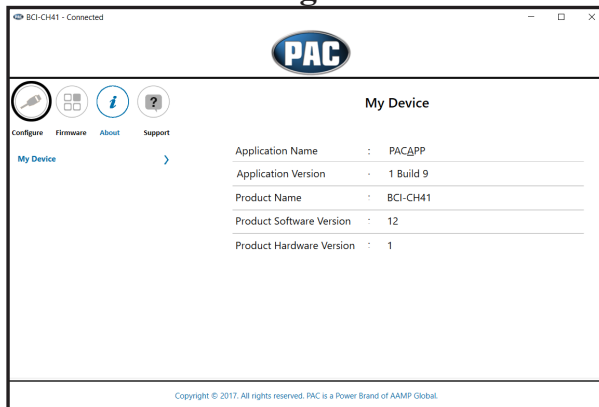 BCI-CH41 - Connected
PAC
Configure Firmware About Support
My Device
My Device
Application Name : PACAPP
Application Version - 1 Build 9
Product Name : BCI-CH41
Product Software Version : 12
Product Hardware Version : 1
Copyright © 2017. All rights reserved. PAC is a Power Brand of AAMP Global.